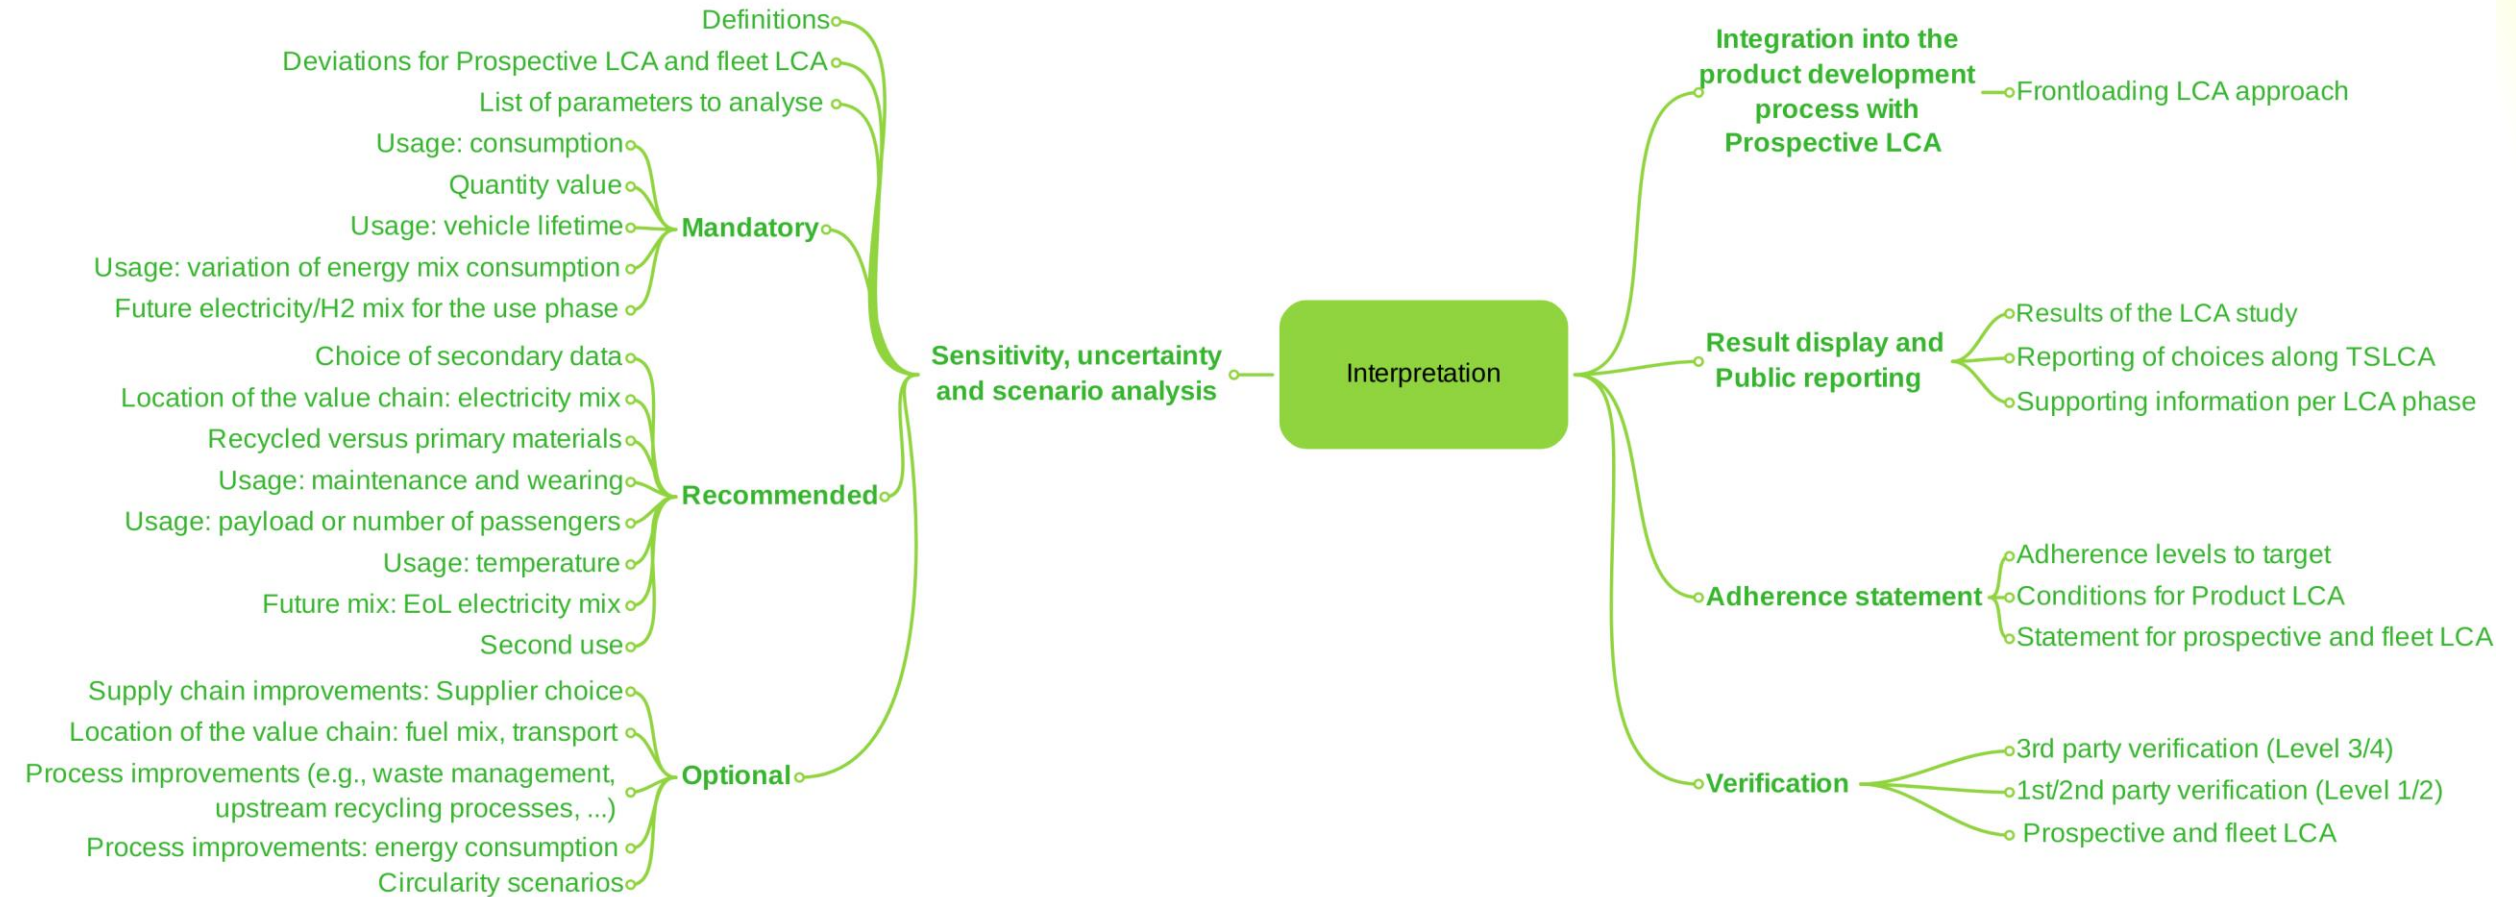 Definitions
Deviations for Prospective LCA and fleet LCA
List of parameters to analyse
Usage: consumption
Quantity value
Usage: vehicle lifetime
Usage: variation of energy mix consumption
Future electricity/H2 mix for the use phase
Mandatory
Choice of secondary data
Location of the value chain: electricity mix
Recycled versus primary materials
Usage: maintenance and wearing
Usage: payload or number of passengers
Usage: temperature
Future mix: EoL electricity mix
Second use
Recommended
Supply chain improvements: Supplier choice
Location of the value chain: fuel mix, transport
Process improvements (e.g., waste management,
upstream recycling processes, ...)
Process improvements: energy consumption
Circularity scenarios
Optional
Sensitivity, uncertainty
and scenario analysis
Interpretation
Integration into the
product development
process with
Prospective LCA
Frontloading LCA approach
Result display and
Public reporting
Results of the LCA study
Reporting of choices along TSLCA
Supporting information per LCA phase
Adherence statement
Adherence levels to target
Conditions for Product LCA
Statement for prospective and fleet LCA
Verification
3rd party verification (Level 3/4)
1st/2nd party verification (Level 1/2)
Prospective and fleet LCA